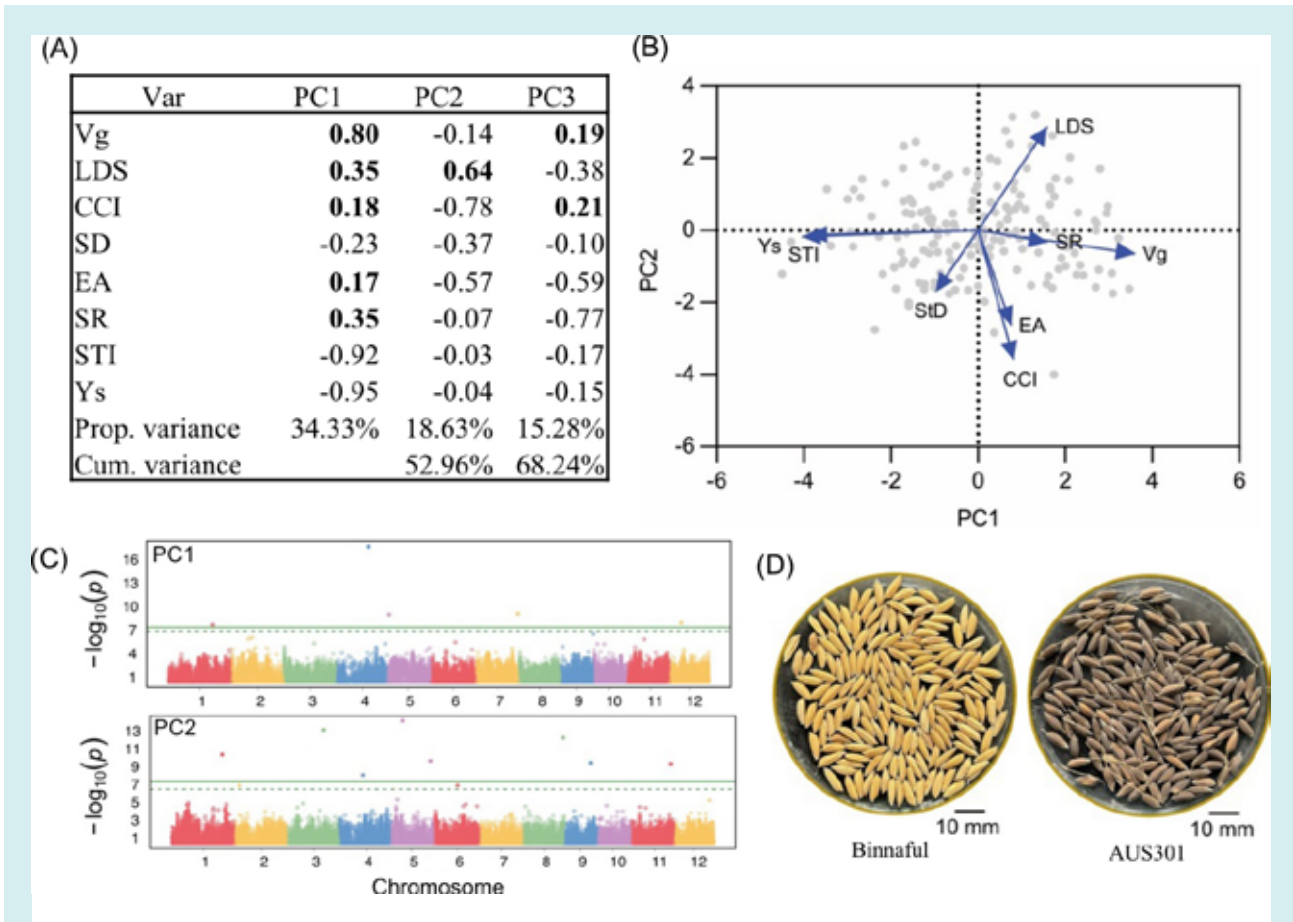 (A)
Var PC1 PC2 PC3
Vg 0.80 -0.14 0.19
LDS 0.35 0.64 -0.38
CCI 0.18 -0.78 0.21
SD -0.23 -0.37 -0.10
EA 0.17 -0.57 -0.59
SR 0.35 -0.07 -0.77
STI -0.92 -0.03 -0.17
Ys -0.95 -0.04 -0.15
Prop. variance 34.33% 18.63% 15.28%
Cum. variance 52.96% 68.24%
(B)
4
2
0
-2
-4
-6
PC2
LDS
Ys
STI
SR
Vg
StD
EA
CCI
-6 -4 -2 0 2 4 6
PC1
(C)
PC1
16
13
10
7
4
1
− log10(p)
1 2 3 4 5 6 7 8 9 10 11 12
PC2
13
11
9
7
5
3
1
− log10(p)
1 2 3 4 5 6 7 8 9 10 11 12
Chromosome
(D)
10 mm 10 mm
Binnaful AUS301